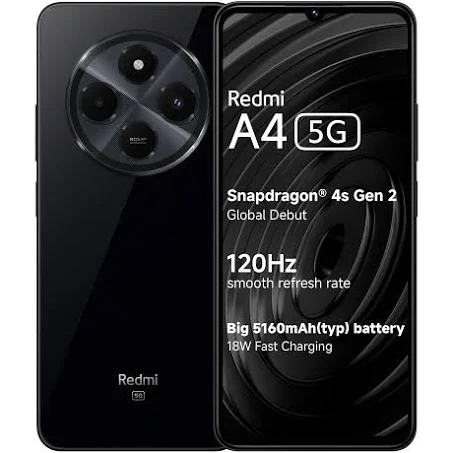 50MP
Redmi
5G
Redmi
A4 5G
Snapdragon® 4s Gen 2
Global Debut
120Hz
smooth refresh rate
Big 5160mAh(typ) battery
18W Fast Charging